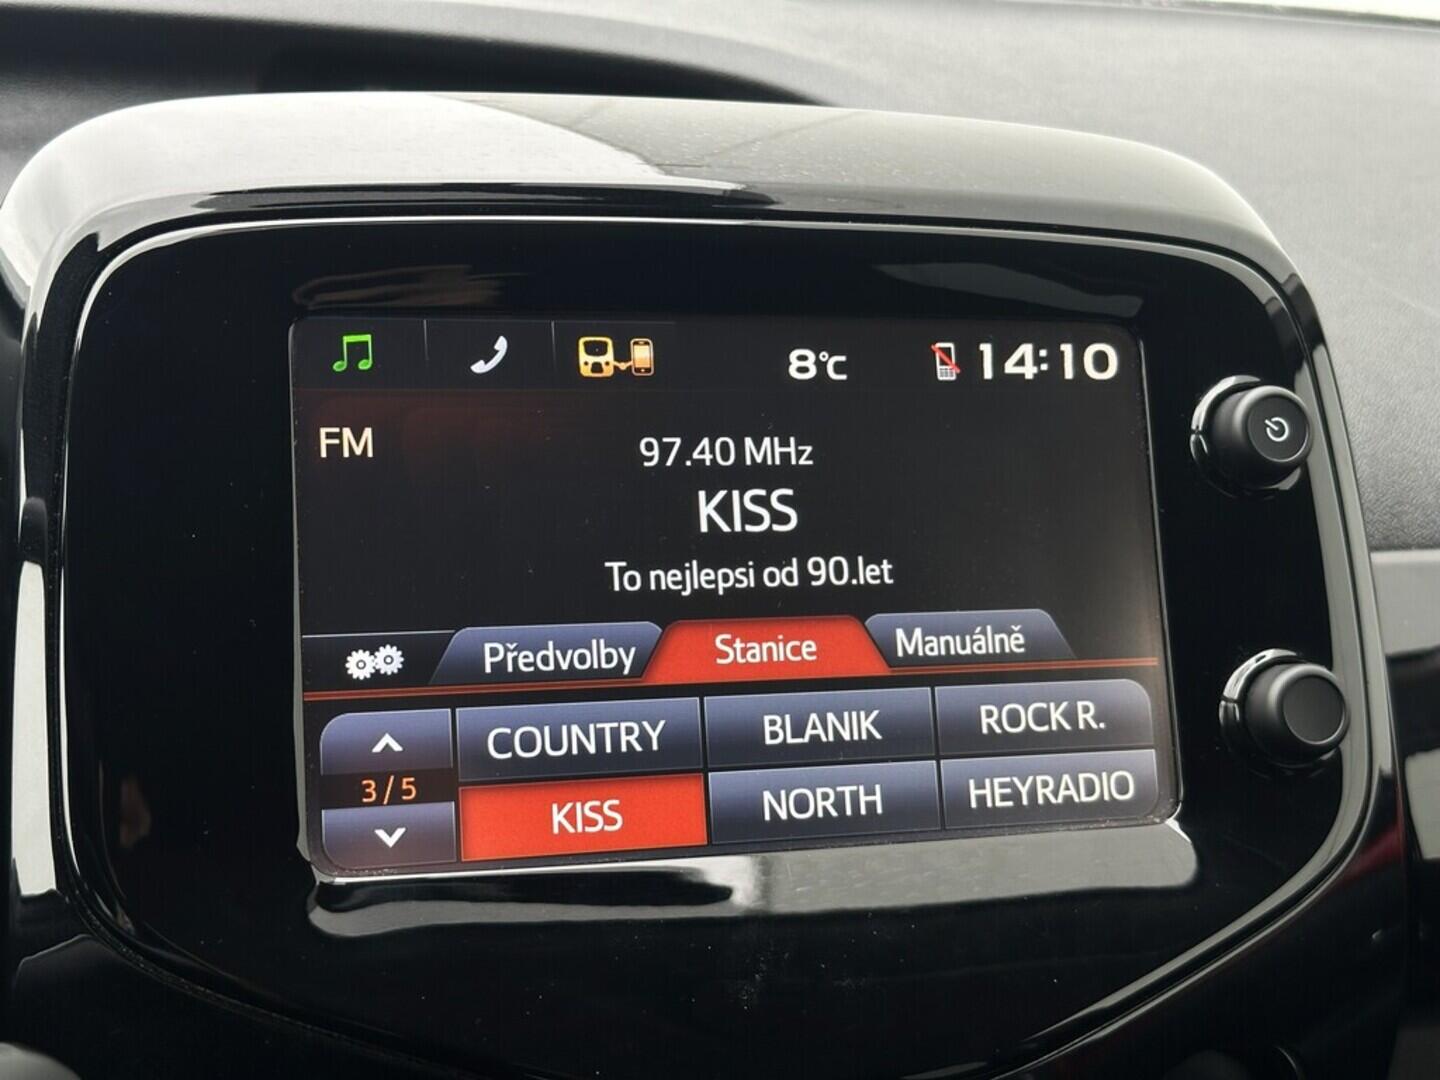 8°C
14:10
FM
97.40 MHz
KISS
To nejlepsi od 90.let
Předvolby
Stanice
Manuálně
COUNTRY
BLANIK
ROCK R.
3/5
KISS
NORTH
HEYRADIO